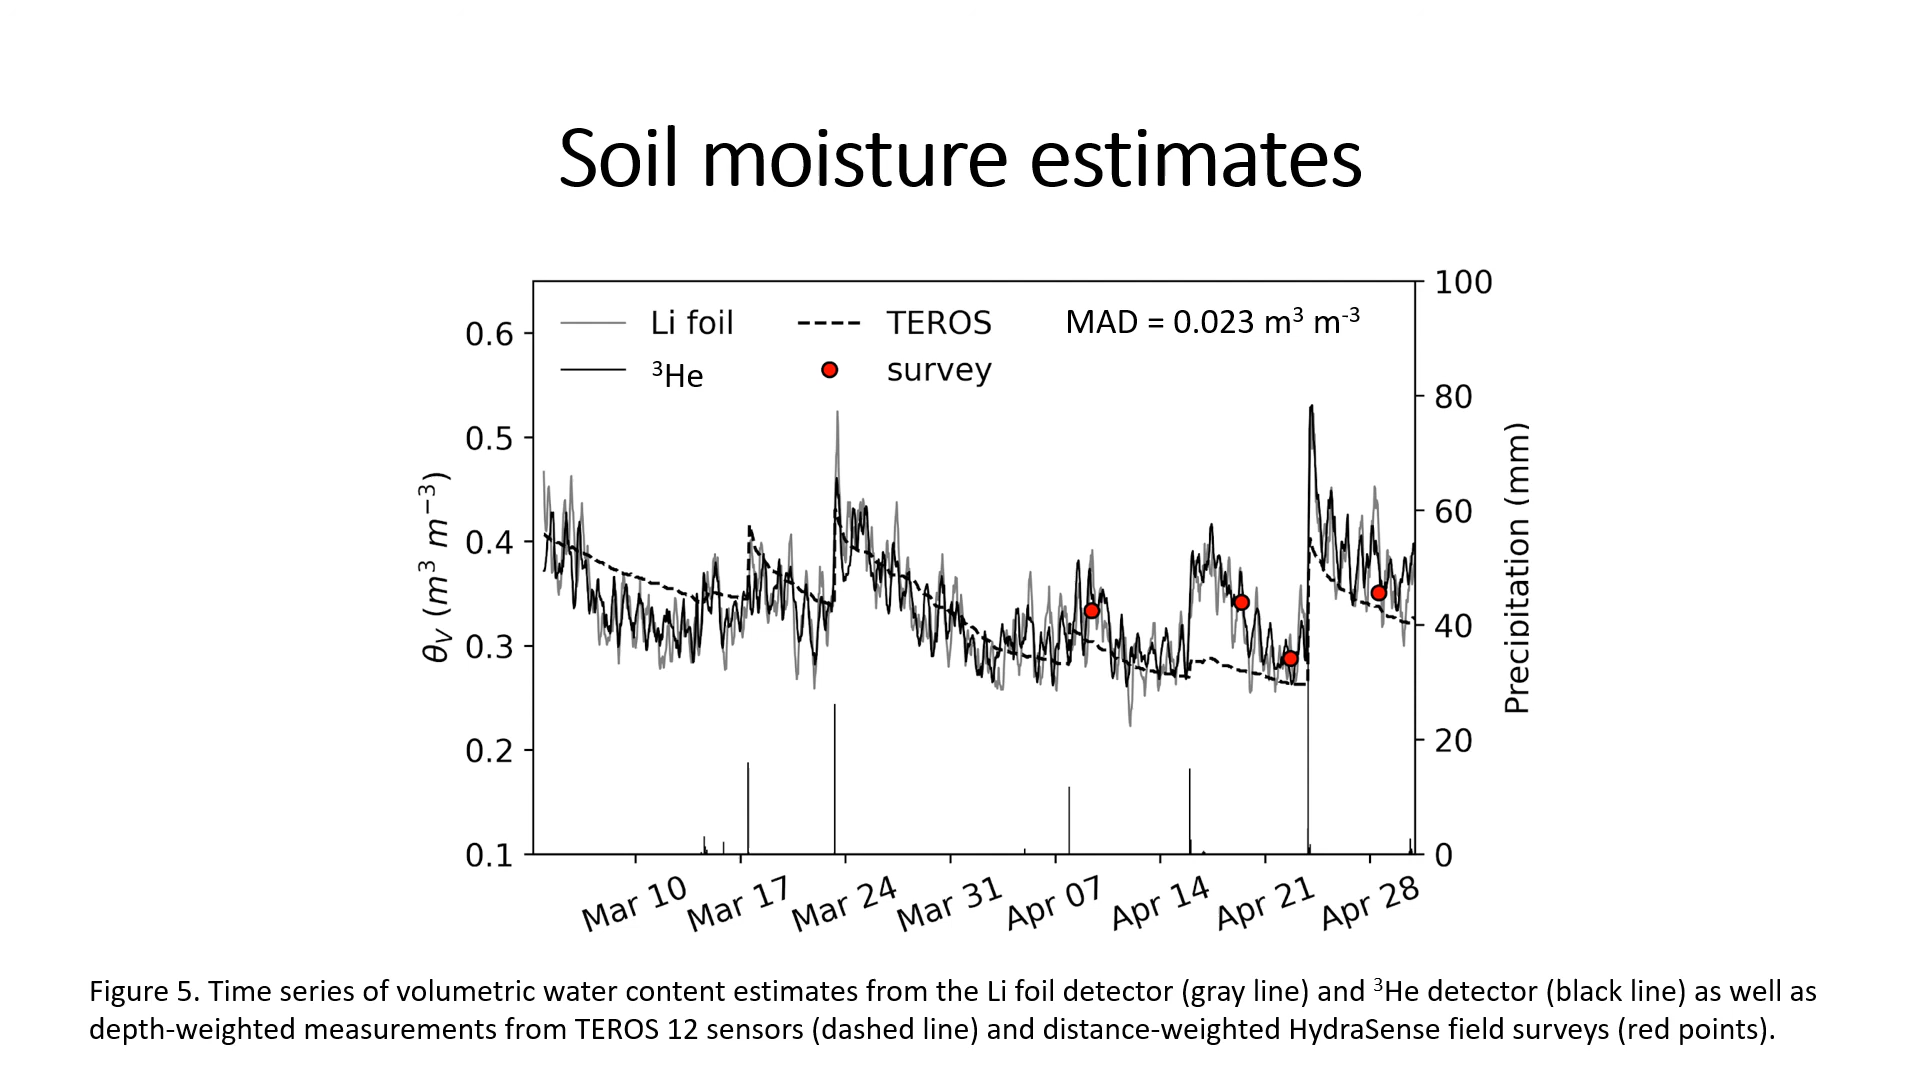 Soil moisture estimates
Li foil
³He
TEROS
survey
MAD = 0.023 m³ m⁻³
0.6
0.5
0.4
0.3
0.2
0.1
θ_V (m³ m⁻³)
100
80
60
40
20
0
Precipitation (mm)
Mar 10
Mar 17
Mar 24
Mar 31
Apr 07
Apr 14
Apr 21
Apr 28
Figure 5. Time series of volumetric water content estimates from the Li foil detector (gray line) and ³He detector (black line) as well as
depth-weighted measurements from TEROS 12 sensors (dashed line) and distance-weighted HydraSense field surveys (red points).